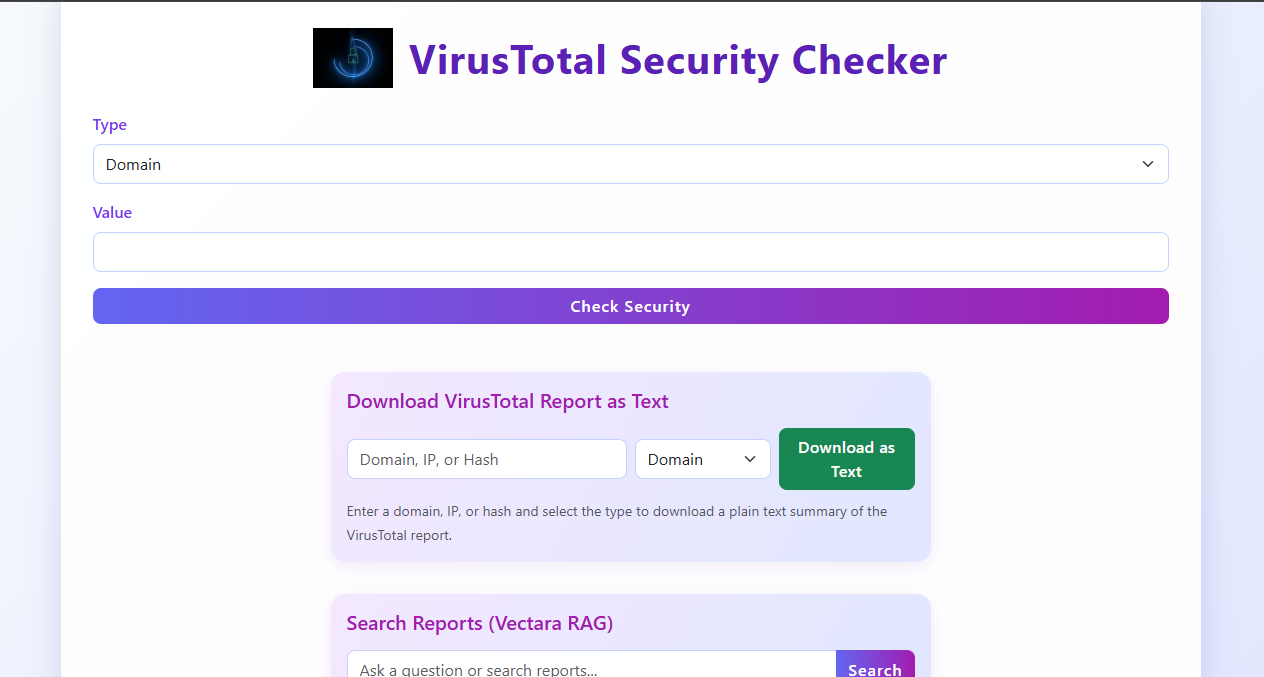 VirusTotal Security Checker
Type
Domain
Value
Check Security
Download VirusTotal Report as Text
Domain, IP, or Hash
Domain
Download as
Text
Enter a domain, IP, or hash and select the type to download a plain text summary of the
VirusTotal report.
Search Reports (Vectara RAG)
Ask a question or search reports...
Search